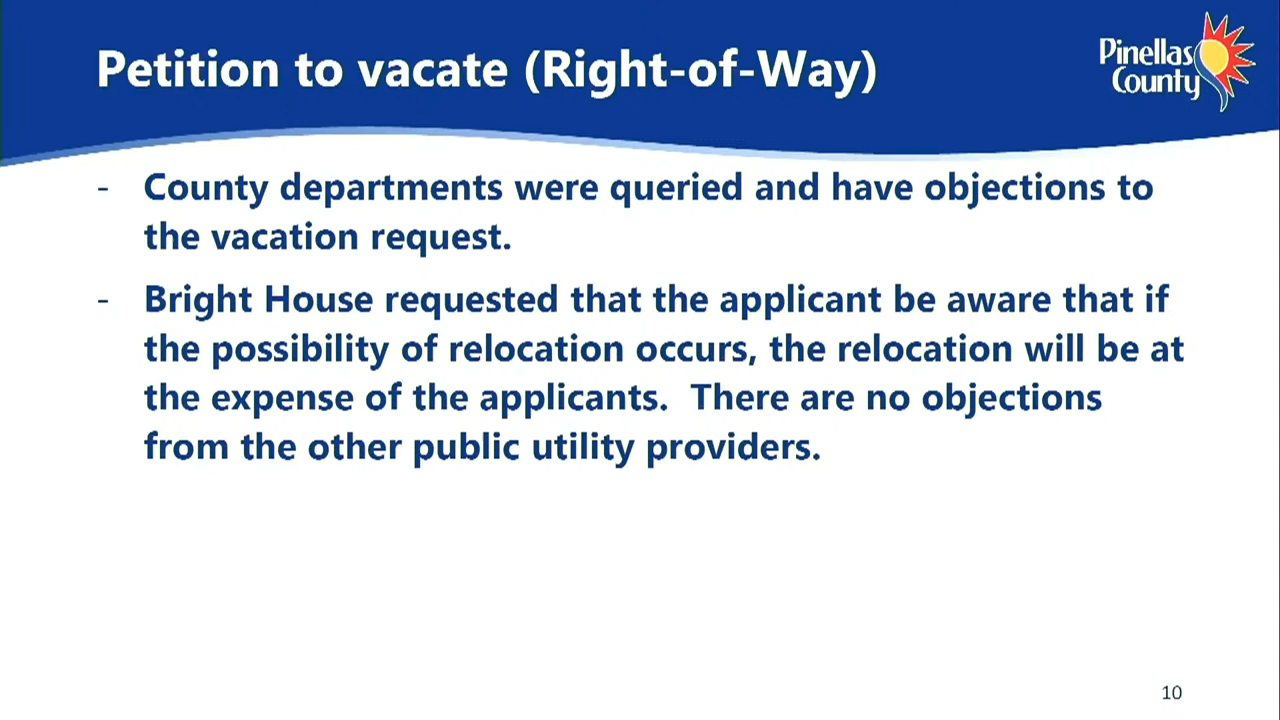 Petition to vacate (Right-of-Way)
Pinellas
County
- County departments were queried and have objections to
the vacation request.
- Bright House requested that the applicant be aware that if
the possibility of relocation occurs, the relocation will be at
the expense of the applicants.  There are no objections
from the other public utility providers.
10